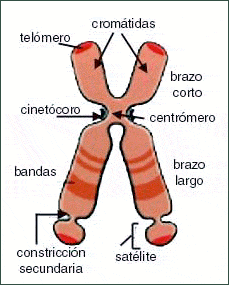 cromátidas
telómero
brazo
corto
cinetócoro
centrómero
bandas
brazo
largo
constricción
secundaria
satélite